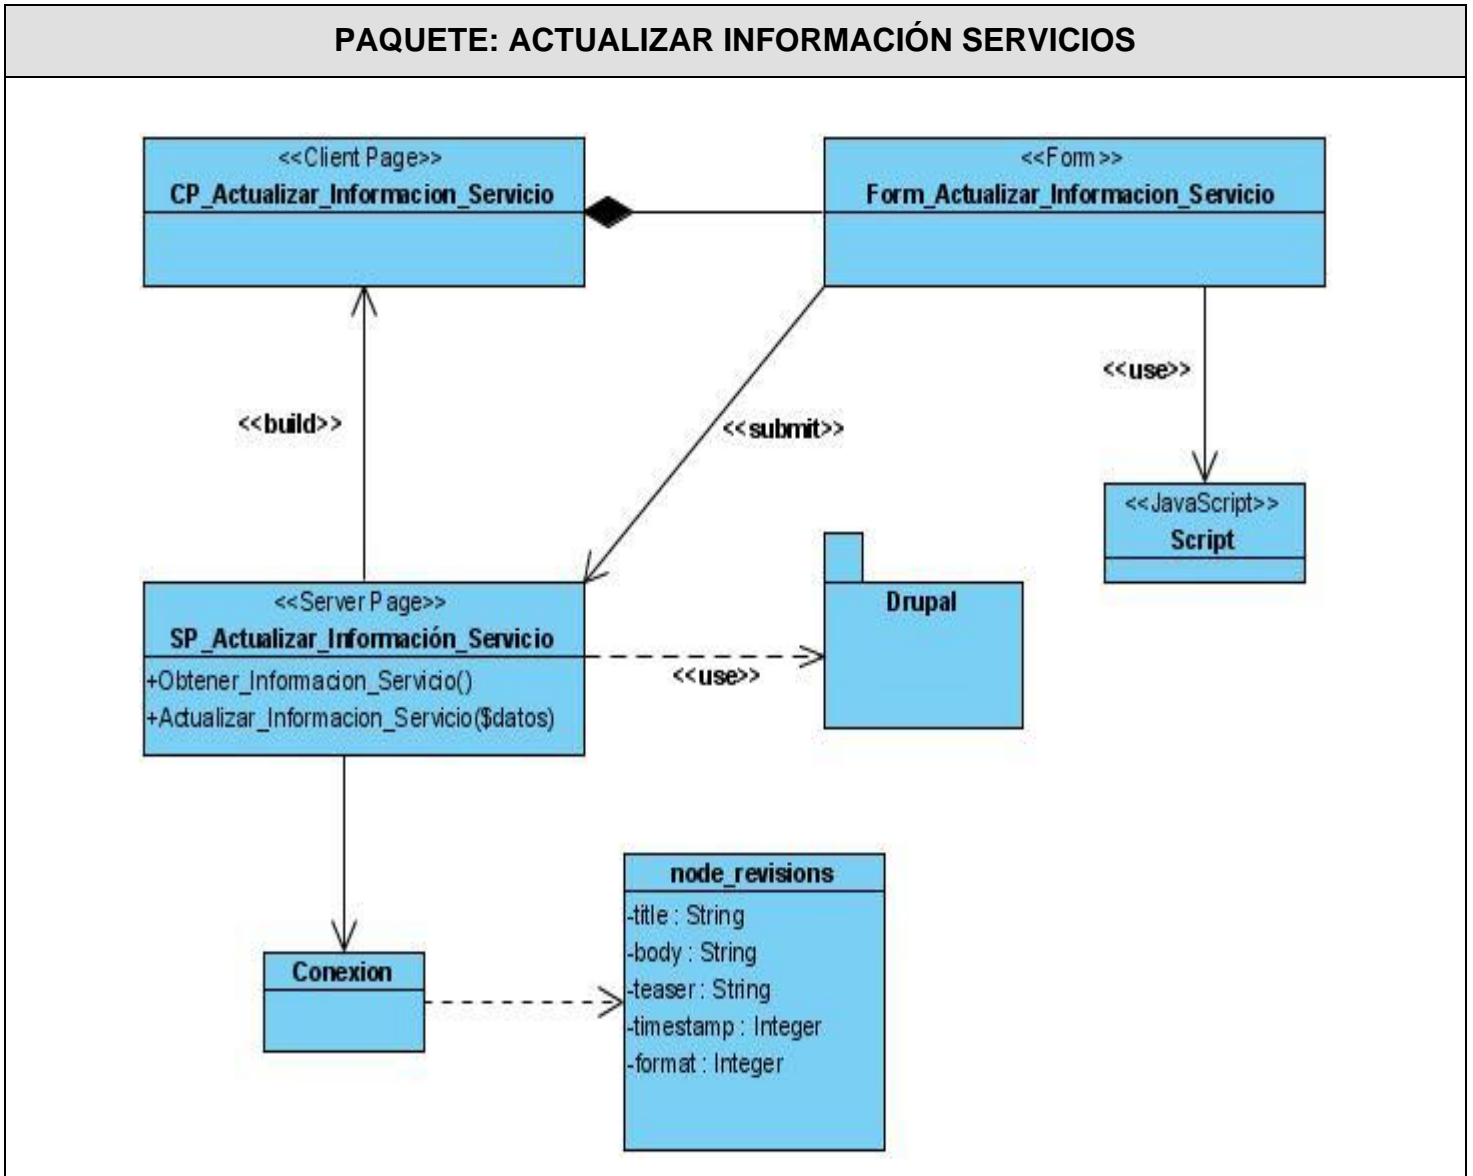 PAQUETE: ACTUALIZAR INFORMACIÓN SERVICIOS
<<Client Page>>
CP_Actualizar_Informacion_Servicio
<<Form>>
Form_Actualizar_Informacion_Servicio
<<use>>
<<build>>
<<submit>>
<<JavaScript>>
Script
<<Server Page>>
SP_Actualizar_Información_Servicio
+Obtener_Informacion_Servicio()
+Actualizar_Informacion_Servicio($datos)
<<use>>
Drupal
node_revisions
-title : String
-body : String
-teaser : String
-timestamp : Integer
-format : Integer
Conexion